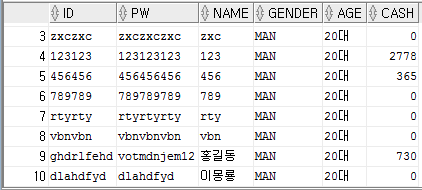 ID PW NAME GENDER AGE CASH
3 zxczxc zxczxczxc zxc MAN 20대 0
4 123123 123123123 123 MAN 20대 2778
5 456456 456456456 456 MAN 20대 365
6 789789 789789789 789 MAN 20대 0
7 rtyrty rtyrtyrty rty MAN 20대 0
8 vbnvbn vbnvbnvbn vbn MAN 20대 0
9 ghdrlfehd votmdnjem12 홍길동 MAN 20대 730
10 dlahdfyd dlahdfyd 이몽룡 MAN 20대 0